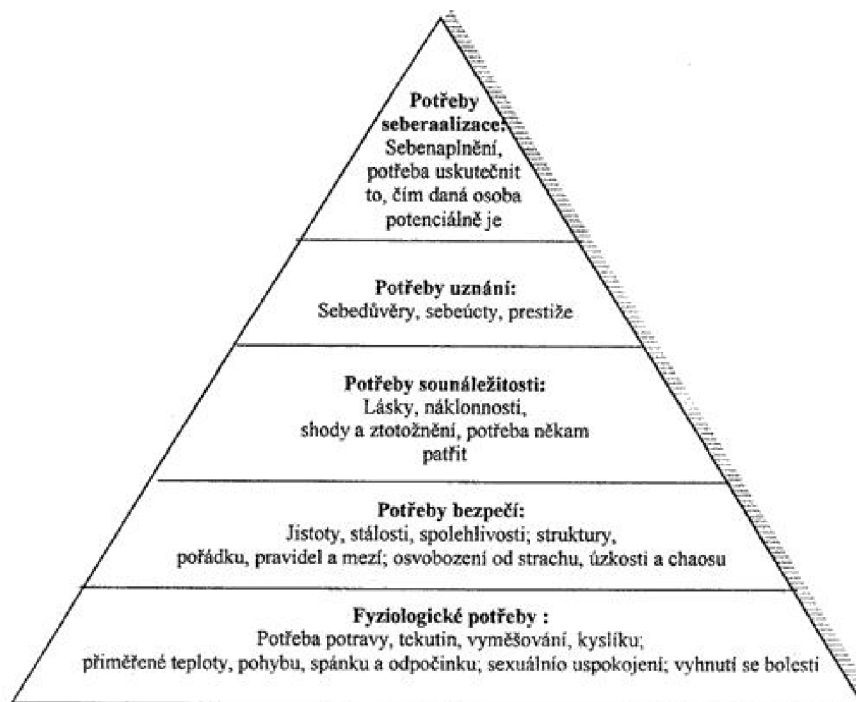 Potřeby
seberaalizace:
Sebenaplnění,
potřeba uskutečnit
to, čím daná osoba
potenciálně je
Potřeby uznání:
Sebedůvěry, sebeúcty, prestiže
Potřeby sounáležitosti:
Lásky, náklonnosti,
shody a ztotožnění, potřeba někam
patřit
Potřeby bezpečí:
Jistoty, stálosti, spolehlivosti; struktury,
pořádku, pravidel a mezí; osvobození od strachu, úzkosti a chaosu
Fyziologické potřeby :
Potřeba potravy, tekutin, vyměšování, kyslíku;
přiměřené teploty, pohybu, spánku a odpočinku; sexuálnío uspokojení; vyhnutí se bolesti